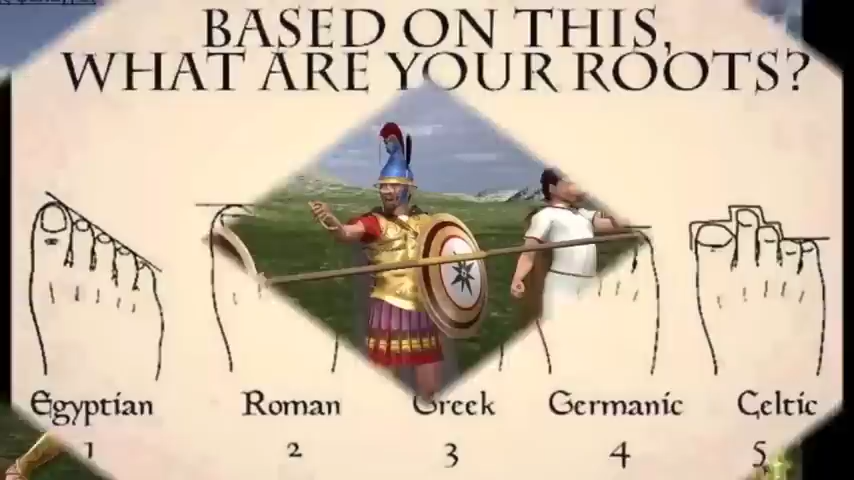 BASED ON THIS,
WHAT ARE YOUR ROOTS?
Egyptian Roman Greek Germanic Celtic
1 2 3 4 5